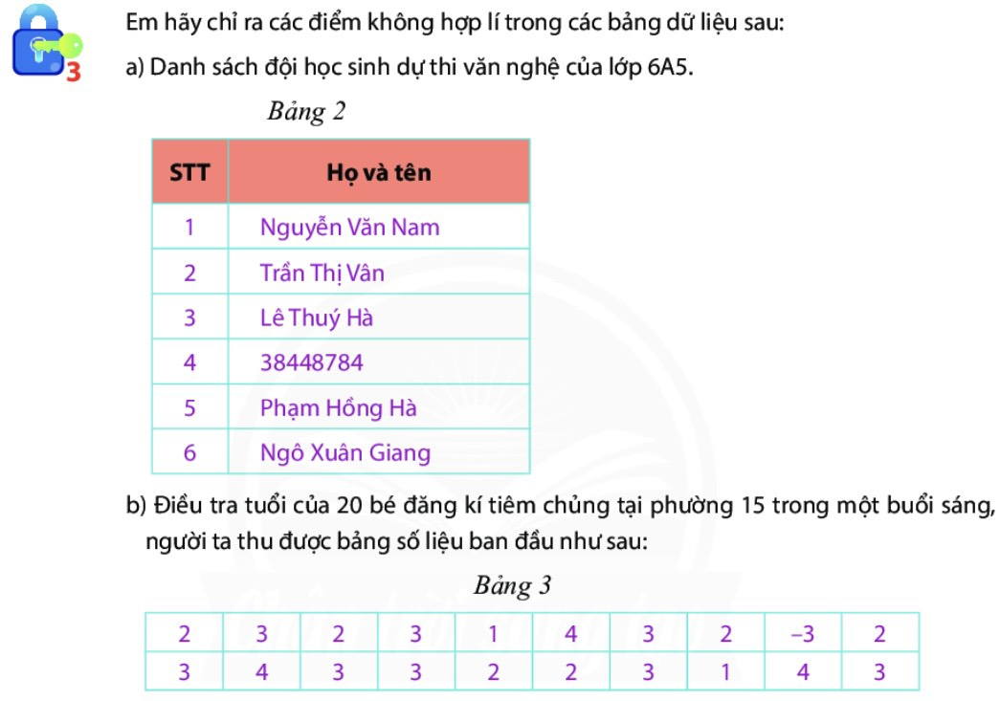 3
Em hãy chỉ ra các điểm không hợp lí trong các bảng dữ liệu sau:
a) Danh sách đội học sinh dự thi văn nghệ của lớp 6A5.
Bảng 2
STT Họ và tên
1 Nguyễn Văn Nam
2 Trần Thị Vân
3 Lê Thuý Hà
4 38448784
5 Phạm Hồng Hà
6 Ngô Xuân Giang
b) Điều tra tuổi của 20 bé đăng kí tiêm chủng tại phường 15 trong một buổi sáng,
người ta thu được bảng số liệu ban đầu như sau:
Bảng 3
2 3 2 3 1 4 3 2 –3 2
3 4 3 3 2 2 3 1 4 3